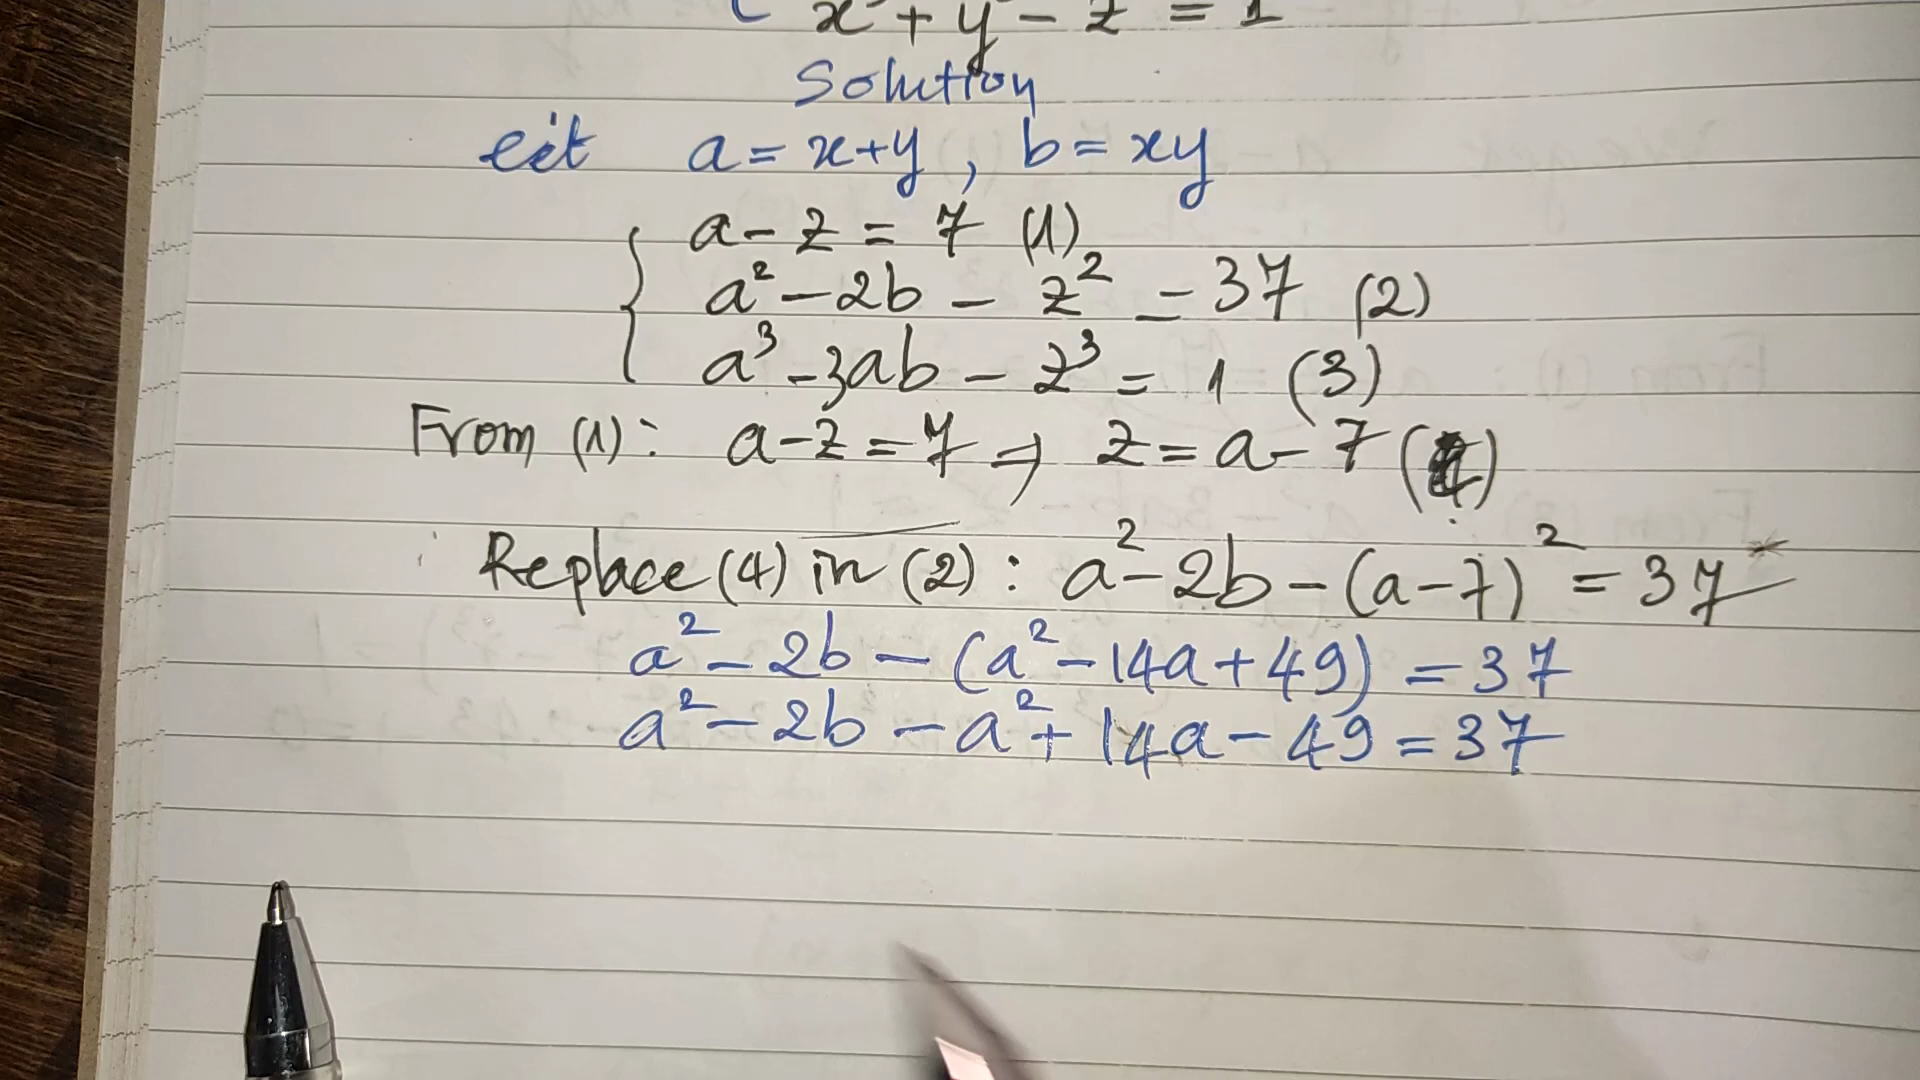 x + y - z = 1
Solution
Let a = x+y, b = xy
a - z = 7 (1)
a² - 2b - z² = 37 (2)
a³ - 3ab - z³ = 1 (3)
From (1): a - z = 7 ⇒ z = a - 7 (4)
Replace (4) in (2): a² - 2b - (a - 7)² = 37
a² - 2b - (a² - 14a + 49) = 37
a² - 2b - a² + 14a - 49 = 37